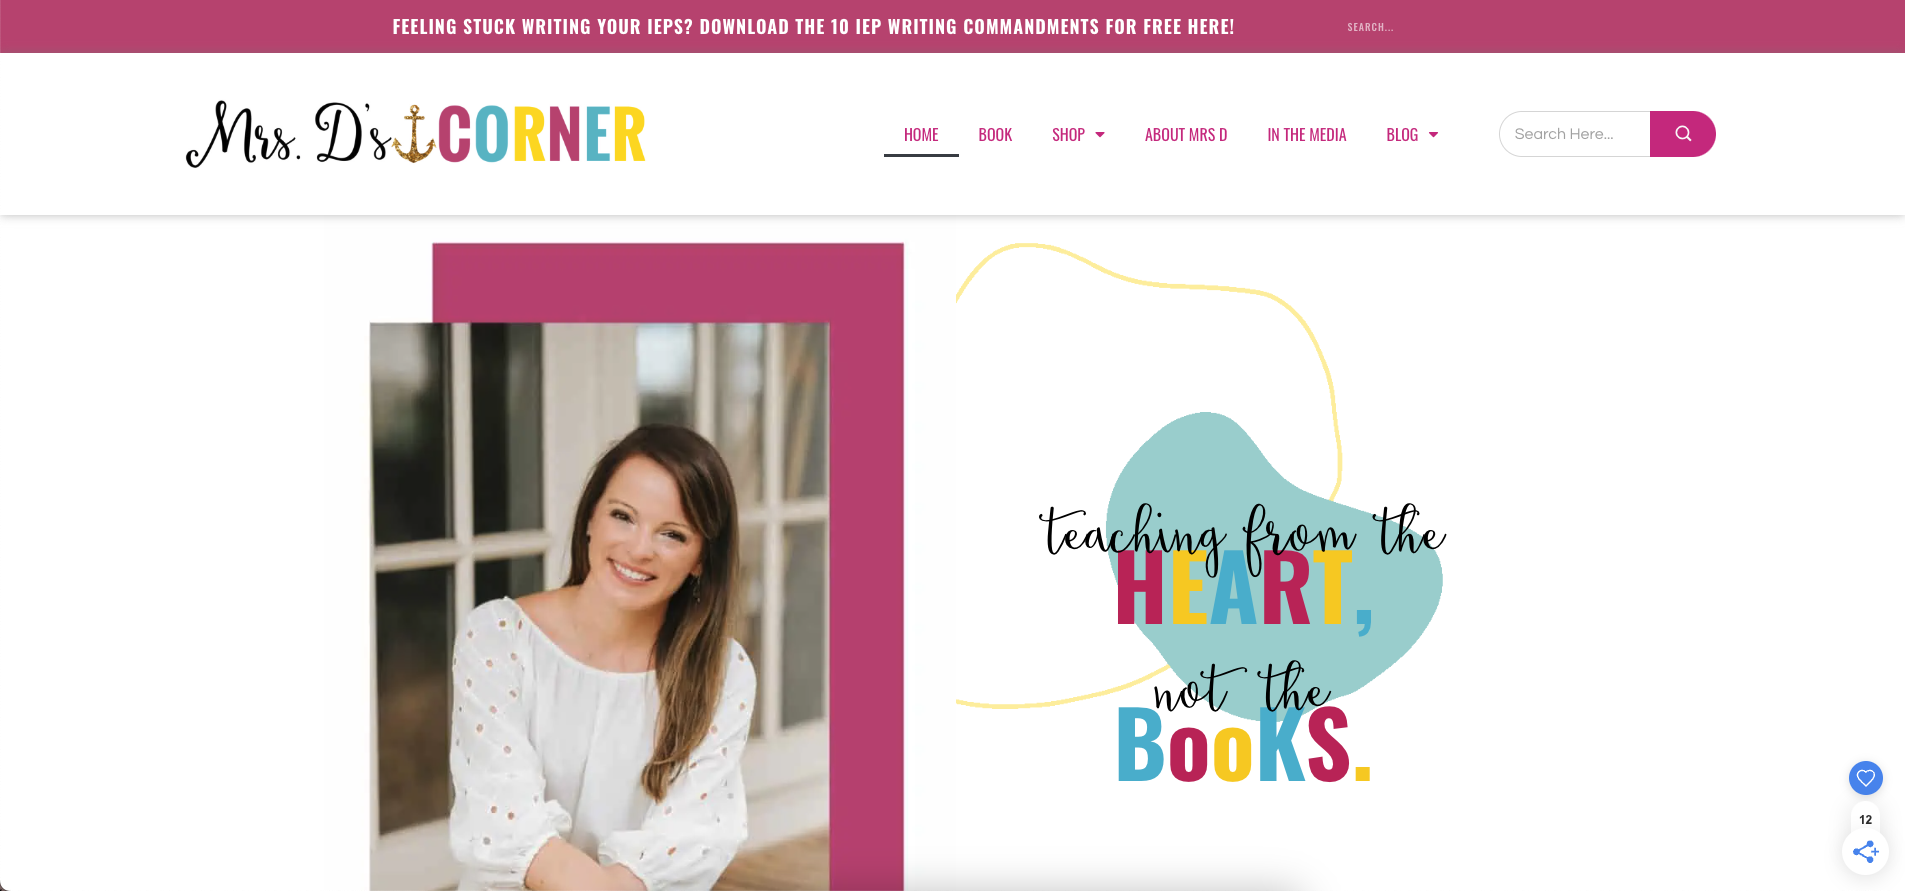 FEELING STUCK WRITING YOUR IEPS? DOWNLOAD THE 10 IEP WRITING COMMANDMENTS FOR FREE HERE!
SEARCH...
Mrs. D's CORNER
HOME
BOOK
SHOP
ABOUT MRS D
IN THE MEDIA
BLOG
Search Here...
teaching from the
HEART,
not the
BooKS.
12